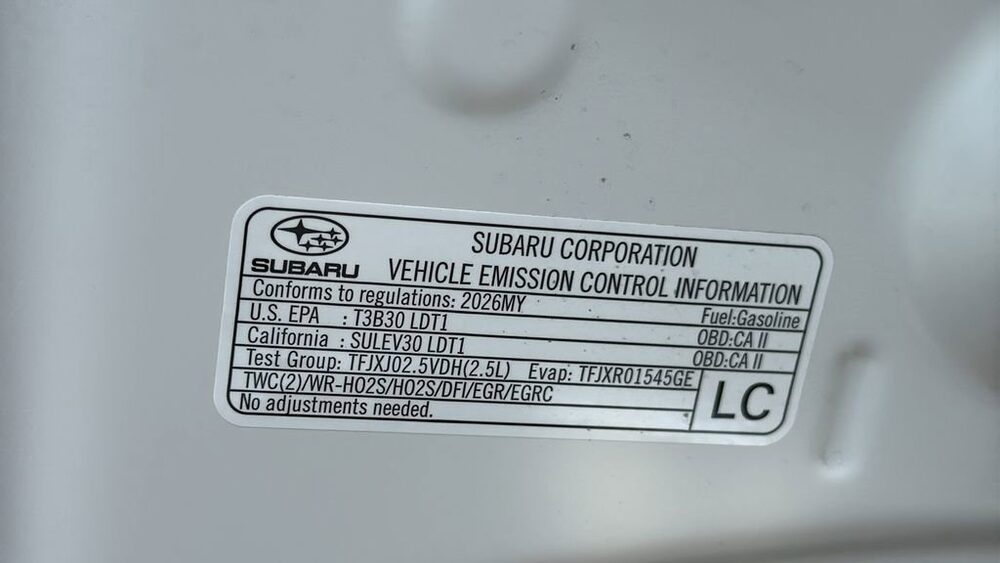 SUBARU
SUBARU CORPORATION
VEHICLE EMISSION CONTROL INFORMATION
Conforms to regulations: 2026MY Fuel:Gasoline
U.S. EPA : T3B30 LDT1 OBD:CA II
California : SULEV30 LDT1 OBD:CA II
Test Group: TFJXJ02.5VDH(2.5L) Evap: TFJXR01545GE
TWC(2)/WR-HO2S/HO2S/DFI/EGR/EGRC
No adjustments needed.
LC